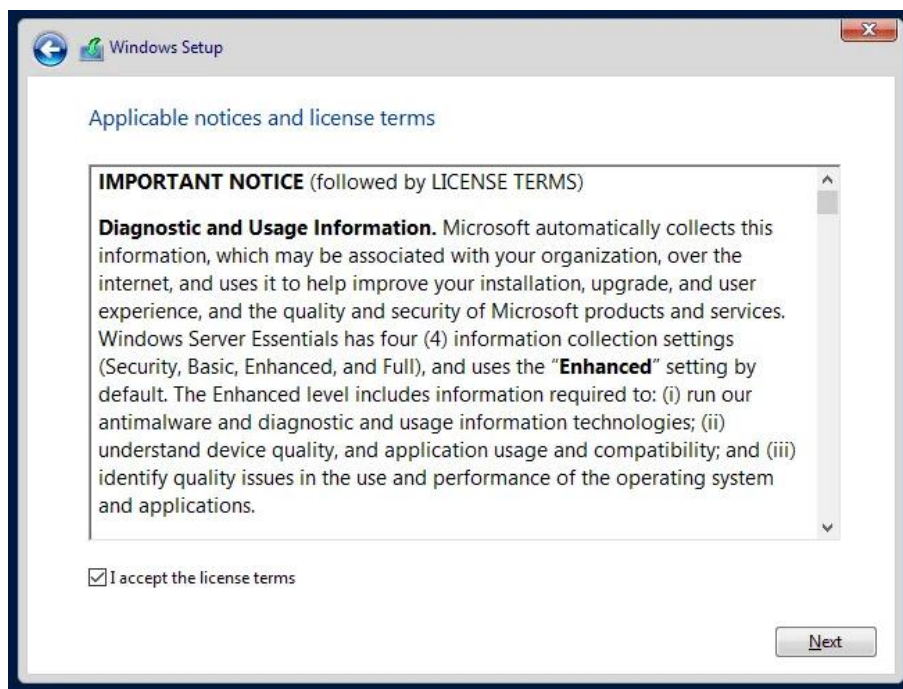 Windows Setup
Applicable notices and license terms
IMPORTANT NOTICE (followed by LICENSE TERMS)
Diagnostic and Usage Information. Microsoft automatically collects this
information, which may be associated with your organization, over the
internet, and uses it to help improve your installation, upgrade, and user
experience, and the quality and security of Microsoft products and services.
Windows Server Essentials has four (4) information collection settings
(Security, Basic, Enhanced, and Full), and uses the “Enhanced” setting by
default. The Enhanced level includes information required to: (i) run our
antimalware and diagnostic and usage information technologies; (ii)
understand device quality, and application usage and compatibility; and (iii)
identify quality issues in the use and performance of the operating system
and applications.
I accept the license terms
Next